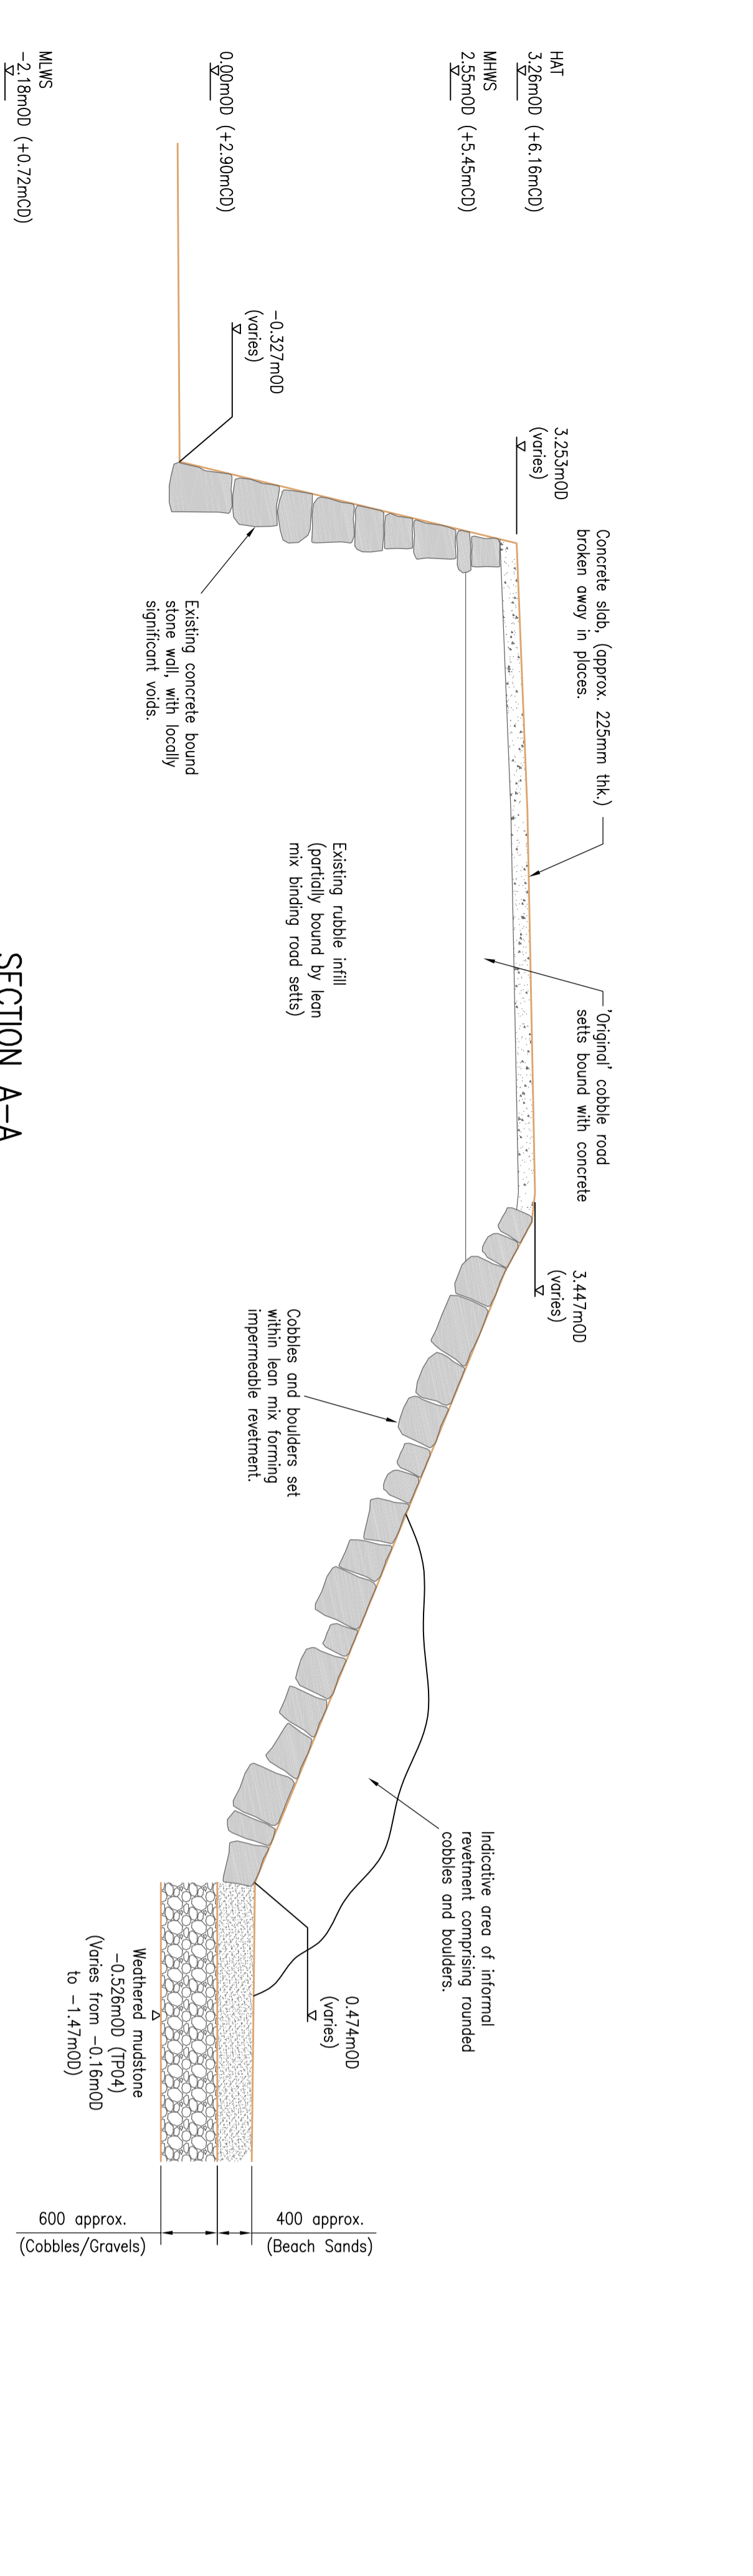 HAT
3.26mOD (+6.16mCD)
MHWS
2.55mOD (+5.45mCD)
0.00mOD (+2.90mCD)
MLWS
-2.18mOD (+0.72mCD)
-0.327mOD
(varies)
3.253mOD
(varies)
Concrete slab, (approx. 225mm thk.)
broken away in places.
Existing concrete bound
stone wall, with locally
significant voids.
Existing rubble infill
(partially bound by lean
mix binding road setts)
'Original' cobble road
setts bound with concrete
3.447mOD
(varies)
Cobbles and boulders set
within lean mix forming
impermeable revetment.
Indicative area of informal
revetment comprising rounded
cobbles and boulders.
0.474mOD
(varies)
Weathered mudstone
-0.526mOD (TP04)
(Varies from -0.16mOD
to -1.47mOD)
400 approx.
(Beach Sands)
600 approx.
(Cobbles/Gravels)
SECTION A-A